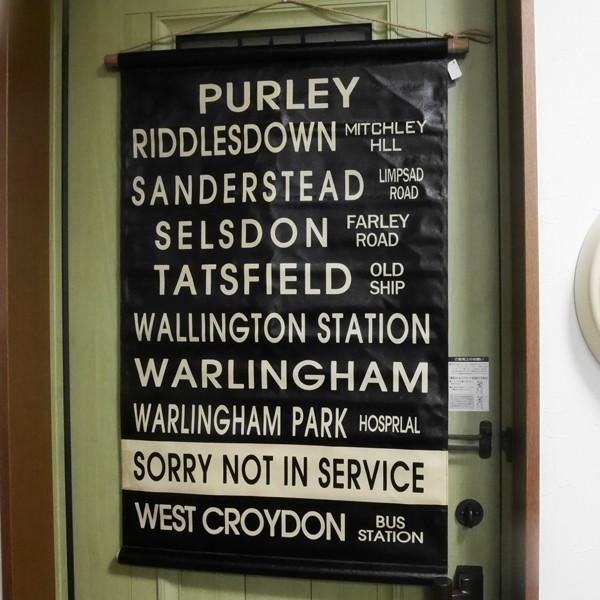 PURLEY
RIDDLESDOWN MITCHLEY HLL
SANDERSTEAD LIMPSAD ROAD
SELSDON FARLEY ROAD
TATSFIELD OLD SHIP
WALLINGTON STATION
WARLINGHAM
WARLINGHAM PARK HOSPRLAL
SORRY NOT IN SERVICE
WEST CROYDON BUS STATION